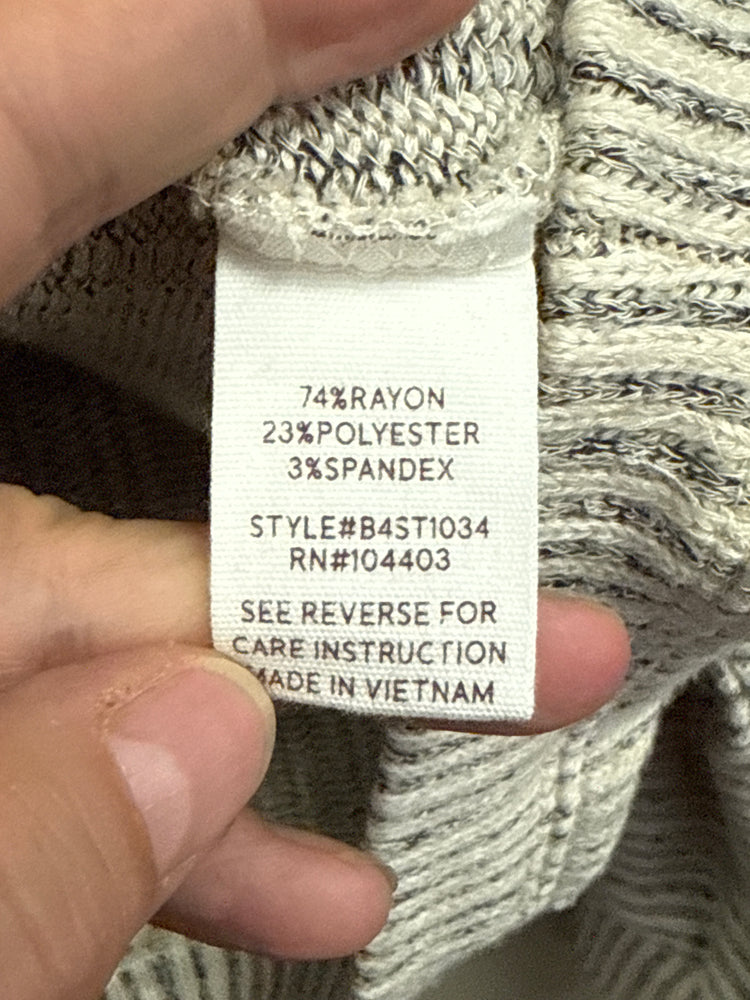 74%RAYON
23%POLYESTER
3%SPANDEX
STYLE#B4ST1034
RN#104403
SEE REVERSE FOR
CARE INSTRUCTION
MADE IN VIETNAM